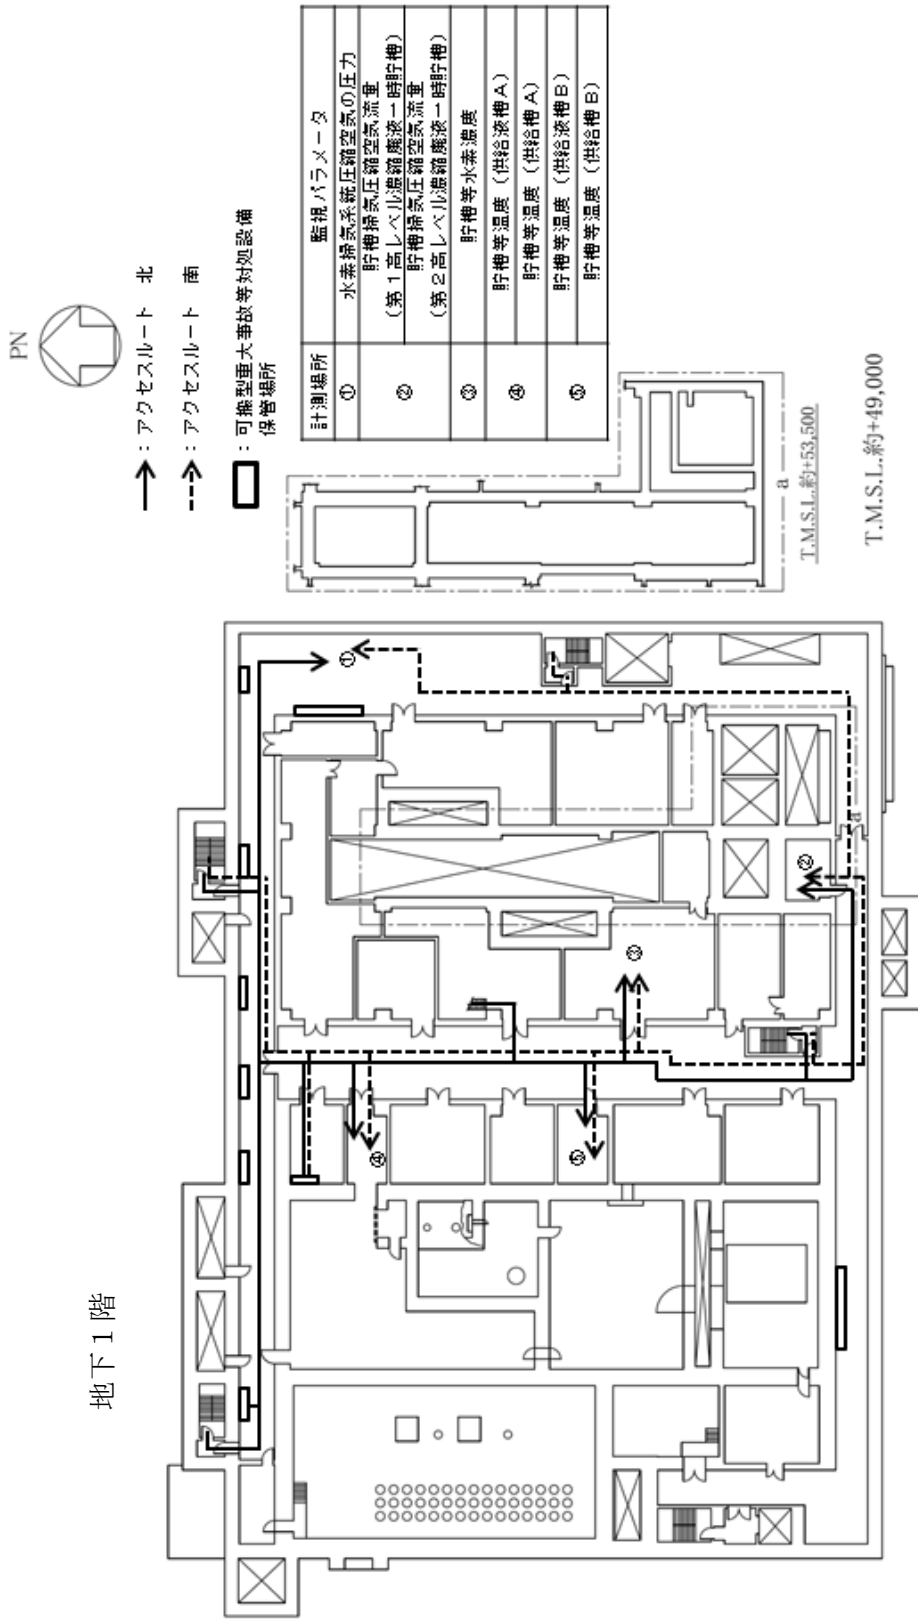 地下1階
PN
:アクセスルート 北
:アクセスルート 南
:可搬型重大事故等対処設備
保管場所
計測場所 監視パラメータ
① 水素掃気系統圧縮空気の圧力
② 貯槽掃気圧縮空気流量
(第1高レベル濃縮廃液一時貯槽)
貯槽掃気圧縮空気流量
(第2高レベル濃縮廃液一時貯槽)
③ 貯槽等水素濃度
④ 貯槽等温度(供給液槽A)
貯槽等温度(供給槽A)
⑤ 貯槽等温度(供給液槽B)
貯槽等温度(供給槽B)
①
②
③
④
⑤
a
a
T.M.S.L.約+53,500
T.M.S.L.約+49,000